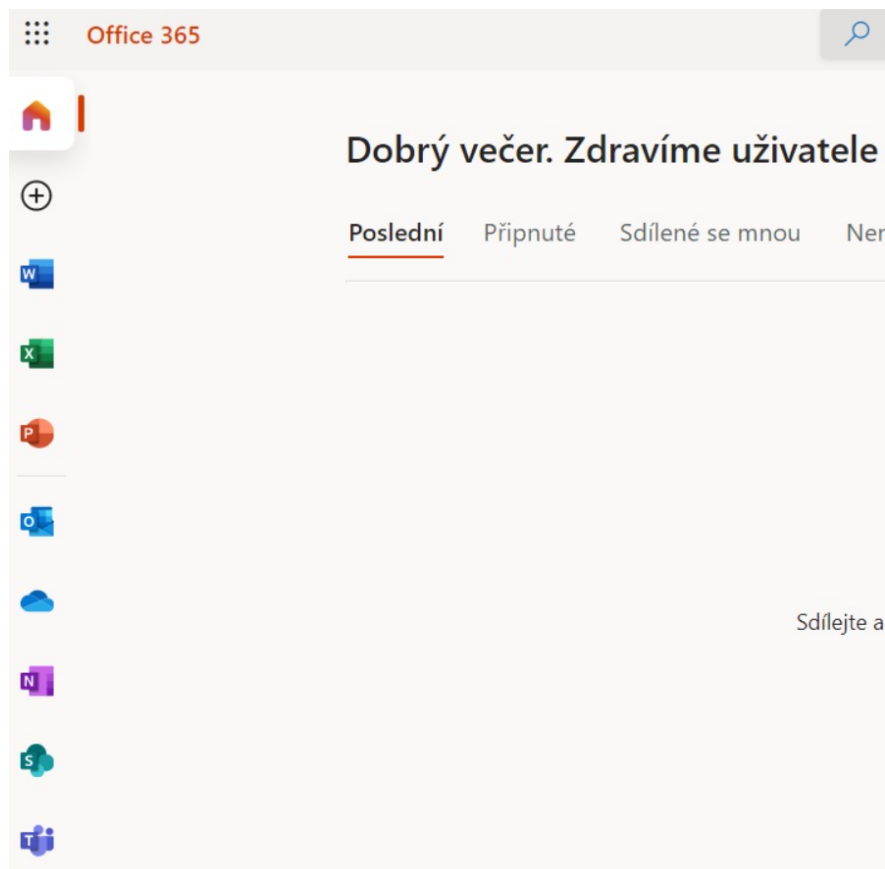 Office 365
Dobrý večer. Zdravíme uživatele
Poslední Připnuté Sdílené se mnou
W
X
P
O
Sdílejte a
N
S
T